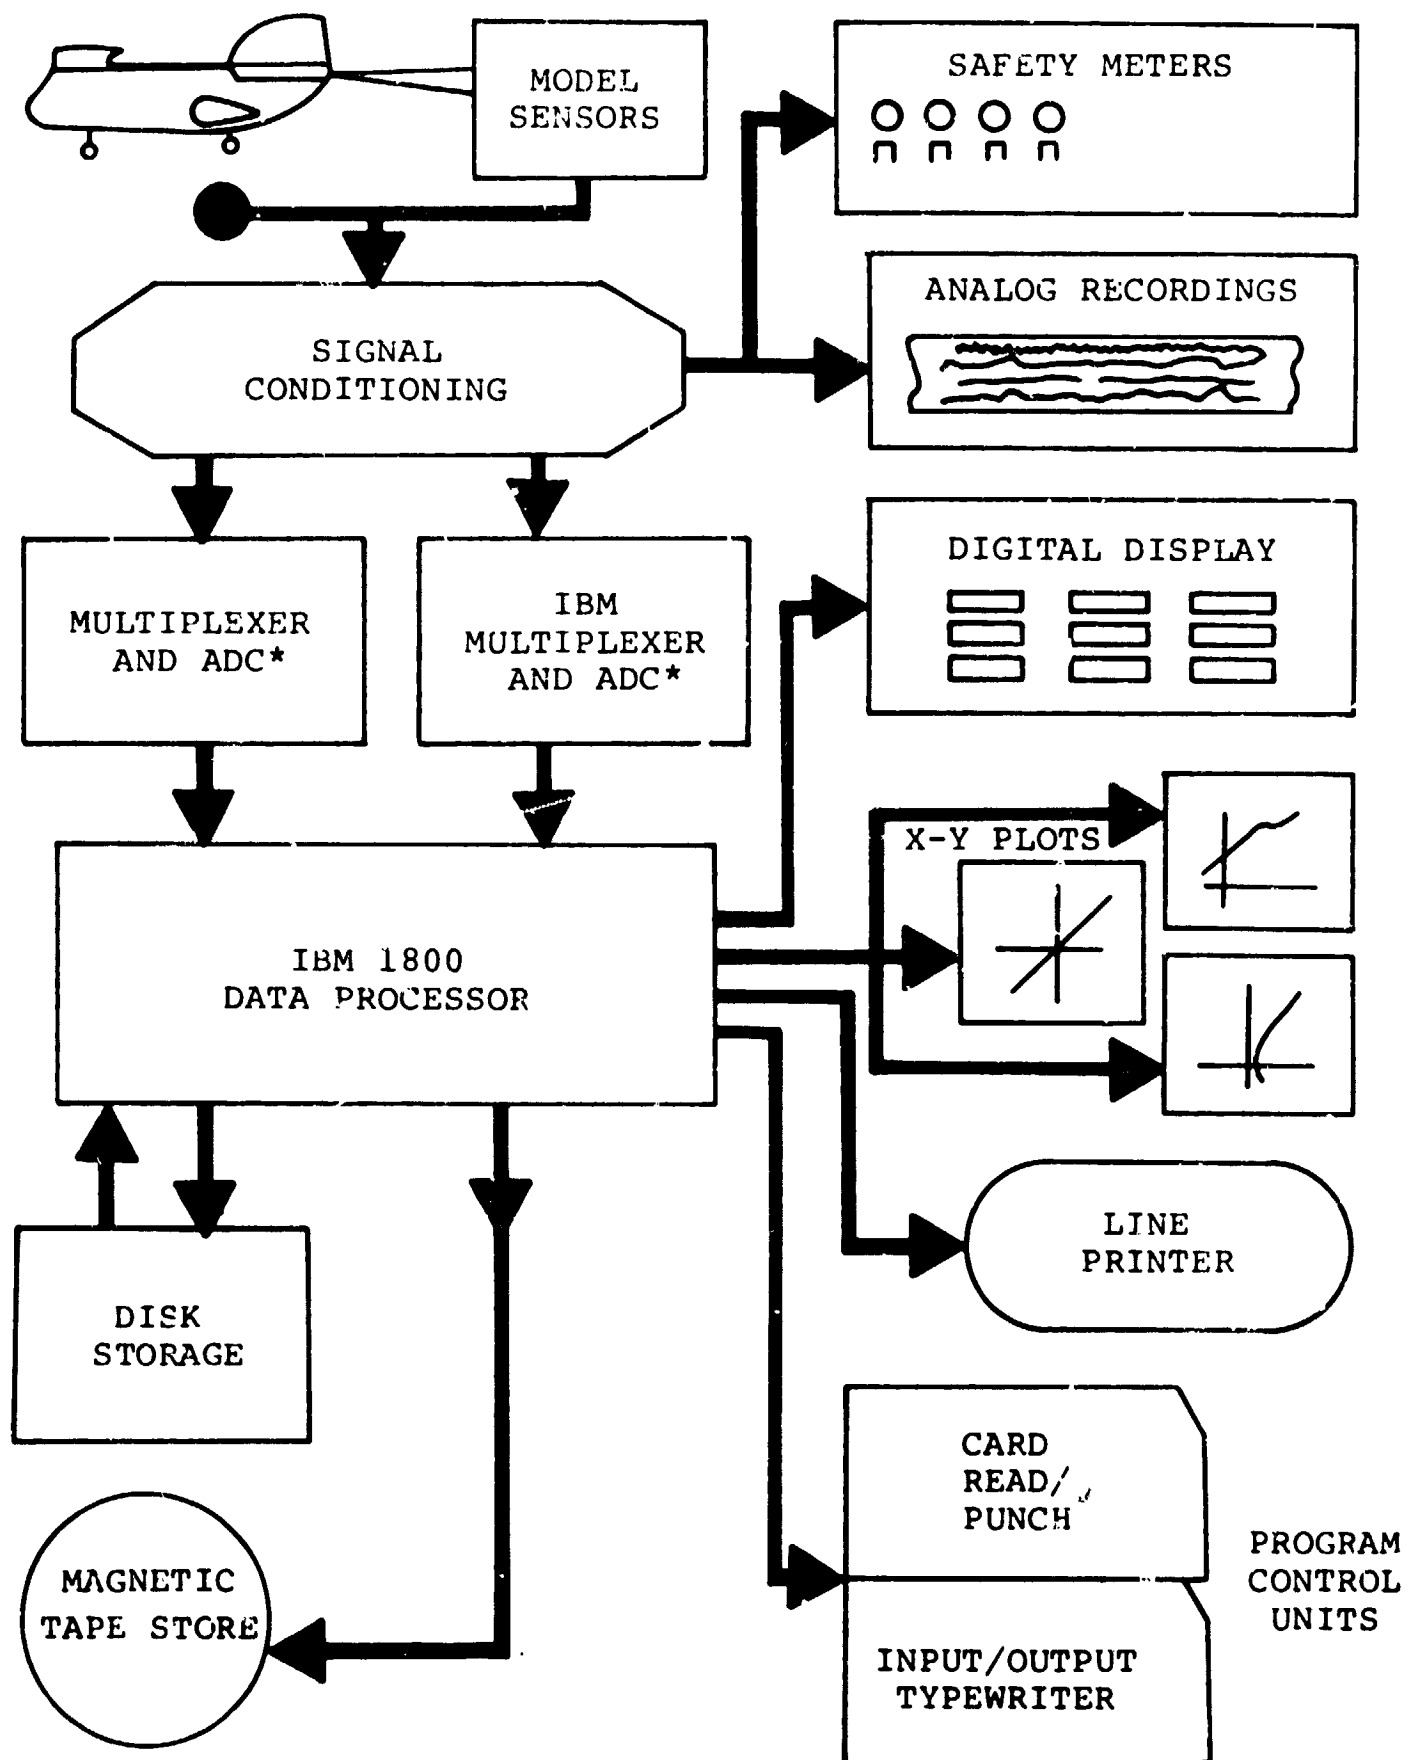 MODEL
SENSORS
SAFETY METERS
ANALOG RECORDINGS
SIGNAL
CONDITIONING
DIGITAL DISPLAY
MULTIPLEXER
AND ADC*
IBM
MULTIPLEXER
AND ADC*
X-Y PLOTS
IBM 1800
DATA PROCESSOR
LINE
PRINTER
DISK
STORAGE
CARD
READ/
PUNCH
PROGRAM
CONTROL
UNITS
MAGNETIC
TAPE STORE
INPUT/OUTPUT
TYPEWRITER